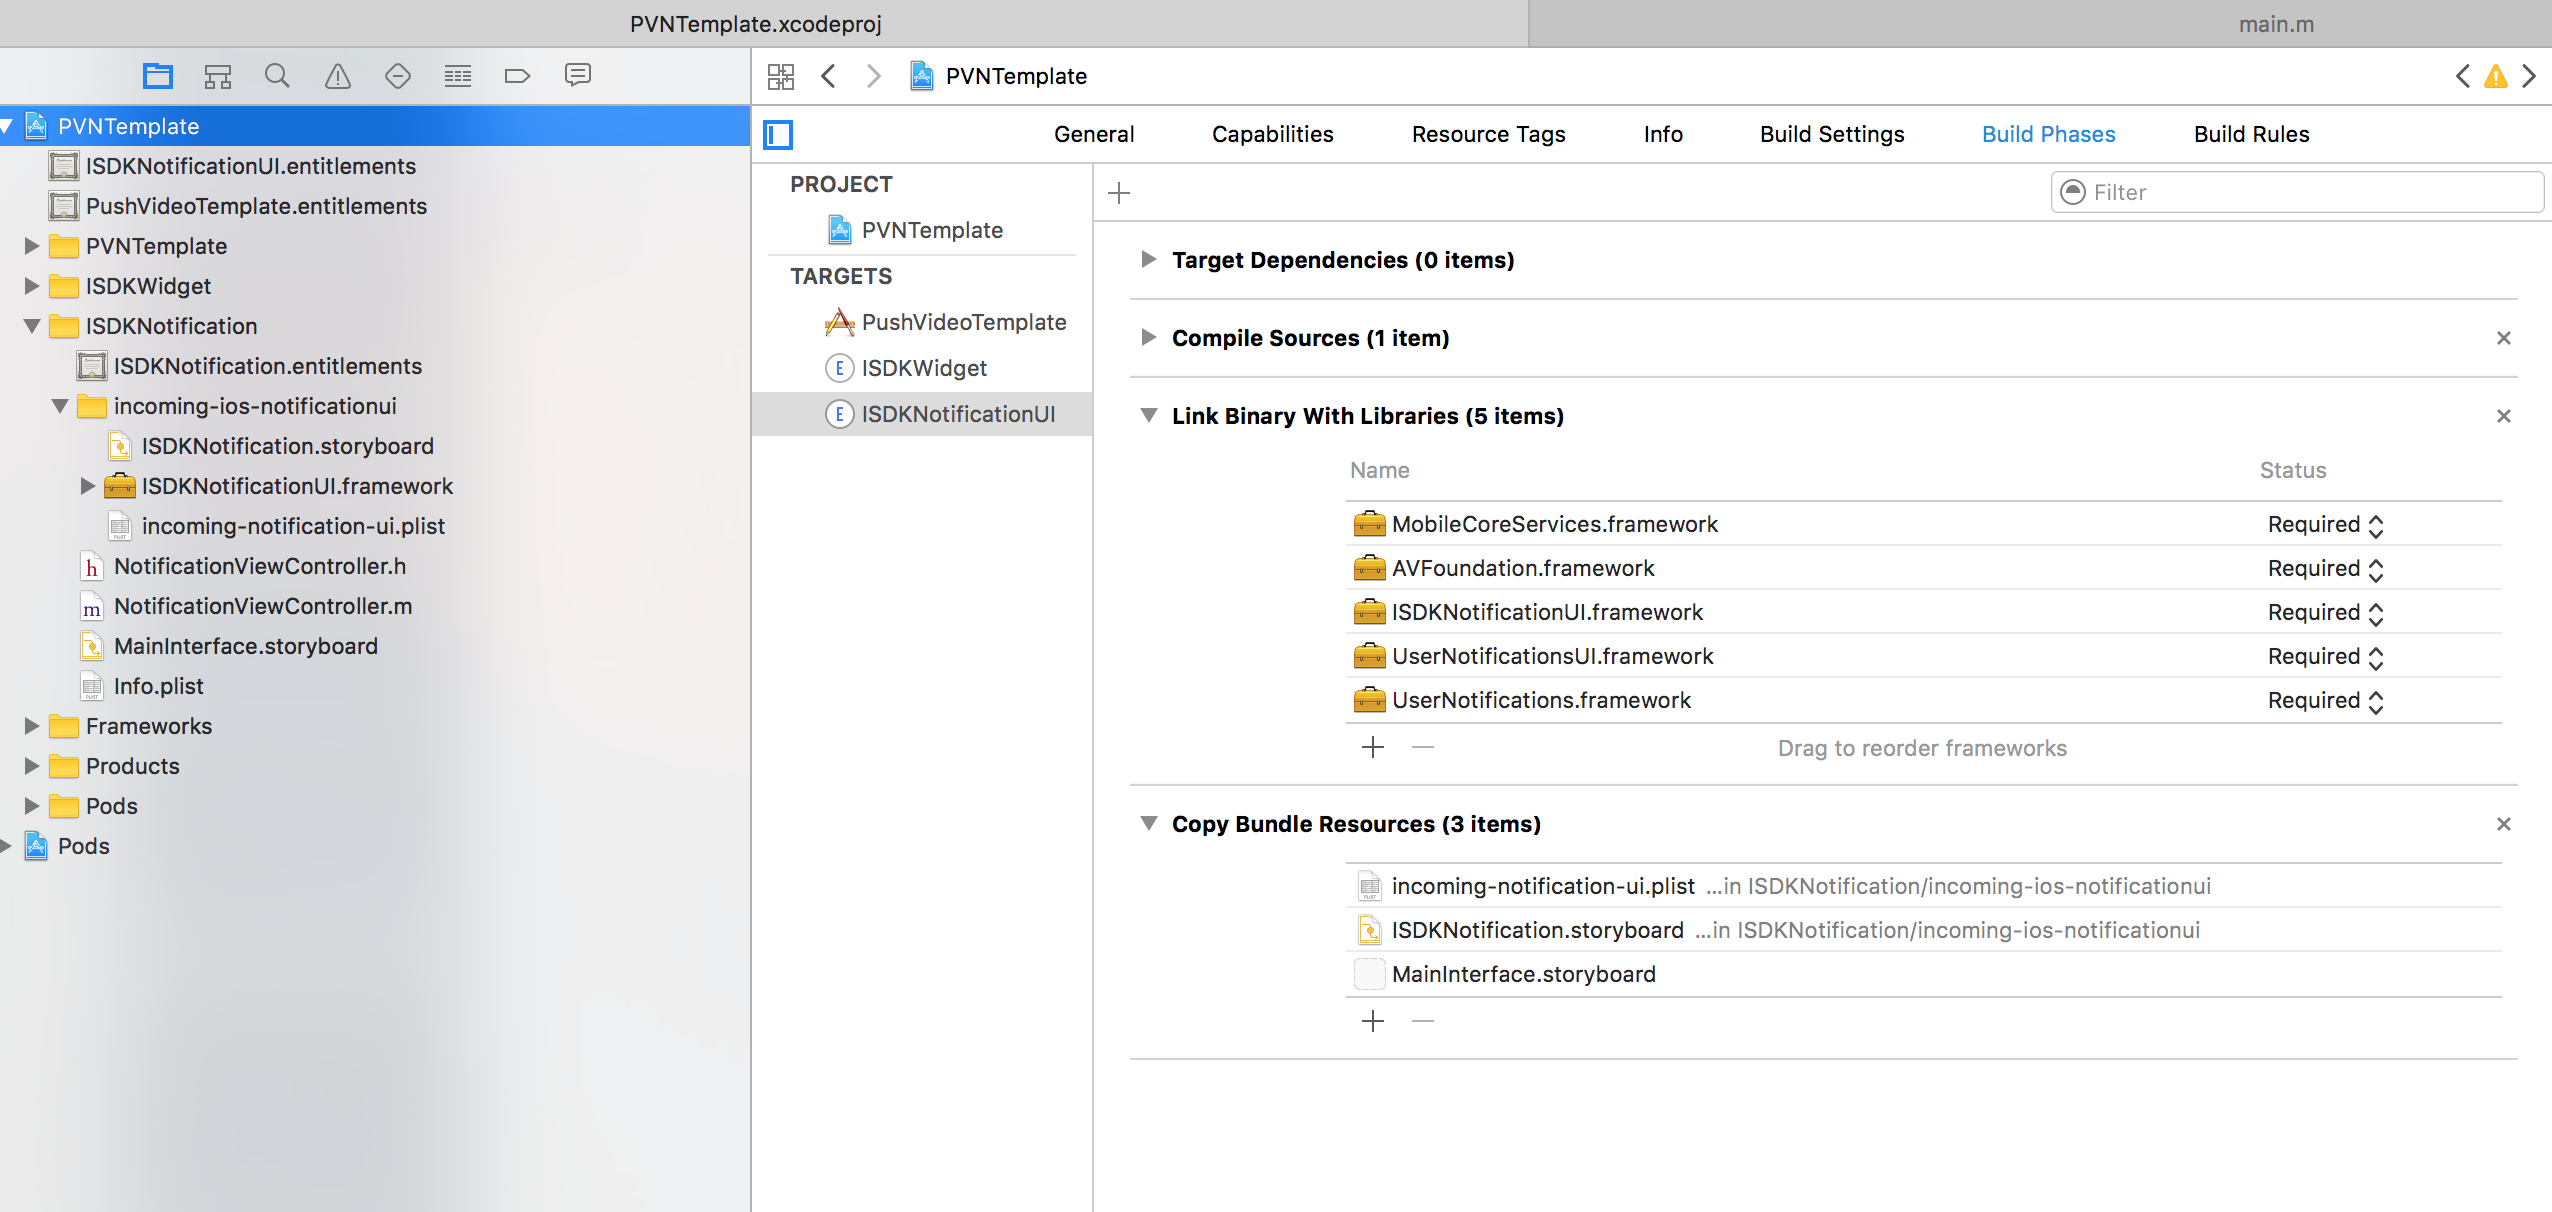 PVNTemplate.xcodeproj
main.m
PVNTemplate
General
Capabilities
Resource Tags
Info
Build Settings
Build Phases
Build Rules
PVNTemplate
ISDKNotificationUI.entitlements
PushVideoTemplate.entitlements
PVNTemplate
ISDKWidget
ISDKNotification
ISDKNotification.entitlements
incoming-ios-notificationui
ISDKNotification.storyboard
ISDKNotificationUI.framework
incoming-notification-ui.plist
h NotificationViewController.h
m NotificationViewController.m
MainInterface.storyboard
Info.plist
Frameworks
Products
Pods
Pods
PROJECT
PVNTemplate
TARGETS
PushVideoTemplate
E ISDKWidget
E ISDKNotificationUI
Filter
Target Dependencies (0 items)
Compile Sources (1 item)
Link Binary With Libraries (5 items)
Name Status
MobileCoreServices.framework Required
AVFoundation.framework Required
ISDKNotificationUI.framework Required
UserNotificationsUI.framework Required
UserNotifications.framework Required
Drag to reorder frameworks
Copy Bundle Resources (3 items)
incoming-notification-ui.plist ...in ISDKNotification/incoming-ios-notificationui
ISDKNotification.storyboard ...in ISDKNotification/incoming-ios-notificationui
MainInterface.storyboard